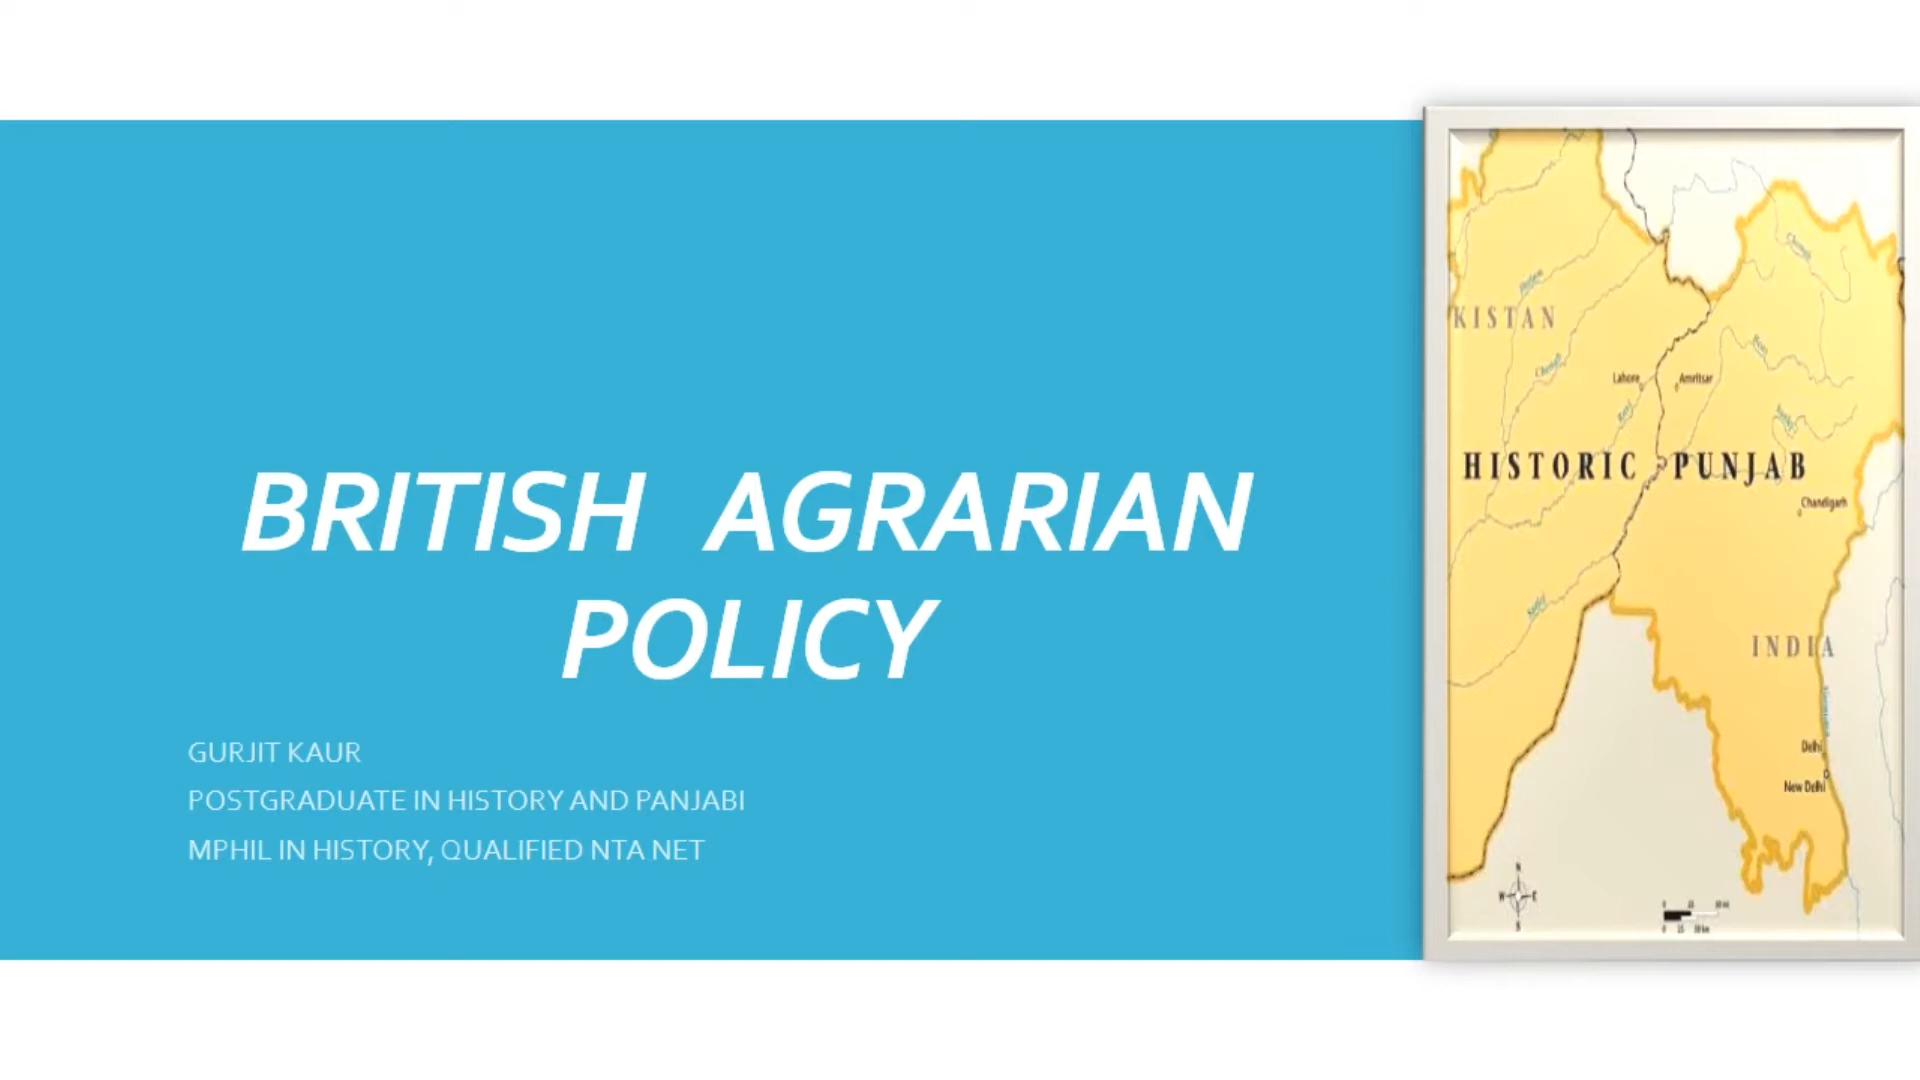 BRITISH AGRARIAN
POLICY
GURJIT KAUR
POSTGRADUATE IN HISTORY AND PANJABI
MPHIL IN HISTORY, QUALIFIED NTA NET
KISTAN
Lahore
Amritsar
HISTORIC PUNJAB
Chandigarh
INDIA
Delhi
New Delhi
N
W E
S